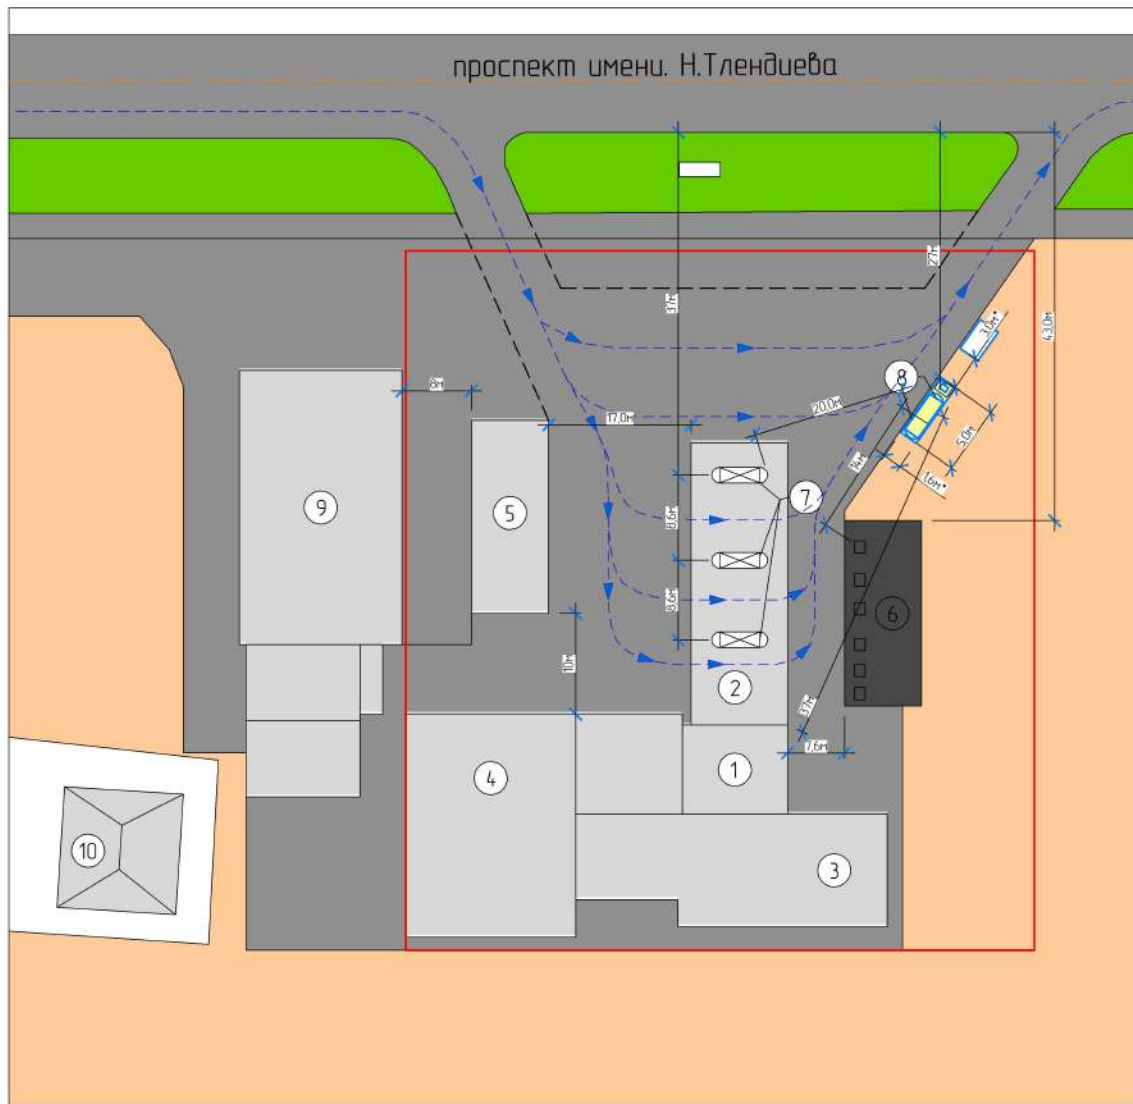 проспект имени. Н.Тлендиева
37м
27м
43,0м
3.0м*
8
8м
20,0м
17,0м
5.0м
14м
1,6м*
7
9
5
8,6м
8,6м
6
10м
2
37м
7,6м
4
1
10
3